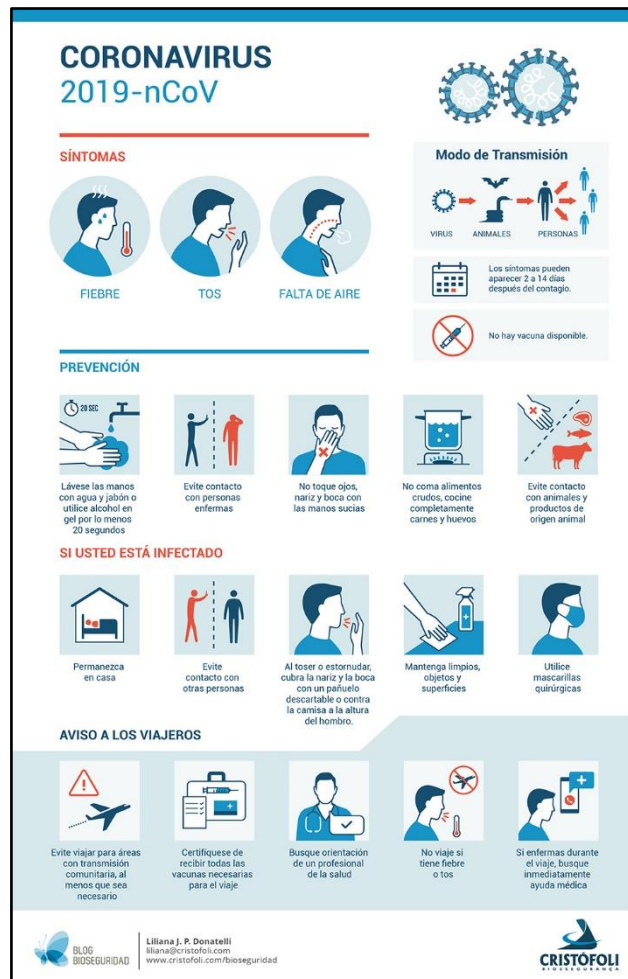 CORONAVIRUS
2019-nCoV
SÍNTOMAS
FIEBRE
TOS
FALTA DE AIRE
Modo de Transmisión
VIRUS
ANIMALES
PERSONAS
Los síntomas pueden
aparecer 2 a 14 días
después del contagio.
No hay vacuna disponible.
PREVENCIÓN
20 SEC
Lávese las manos
con agua y jabón o
utilice alcohol en
gel por lo menos
20 segundos
Evite contacto
con personas
enfermas
No toque ojos,
nariz y boca con
las manos sucias
No coma alimentos
crudos, cocine
completamente
carnes y huevos
Evite contacto
con animales y
productos de
origen animal
SI USTED ESTÁ INFECTADO
Permanezca
en casa
Evite
contacto con
otras personas
Al toser o estornudar,
cubra la nariz y la boca
con un pañuelo
descartable o contra
la camisa a la altura
del hombro.
Mantenga limpios,
objetos y
superficies
Utilice
mascarillas
quirúrgicas
AVISO A LOS VIAJEROS
Evite viajar para áreas
con transmisión
comunitaria, al
menos que sea
necesario
Certifíquese de
recibir todas las
vacunas necesarias
para el viaje
Busque orientación
de un profesional
de la salud
No viaje si
tiene fiebre
o tos
Si enfermas durante
el viaje, busque
inmediatamente
ayuda médica
BLOG
BIOSEGURIDAD
Liliana J. P. Donatelli
liliana@cristofoli.com
www.cristofoli.com/bioseguridad
CRISTÓFOLI
BIOSSEGURANÇA